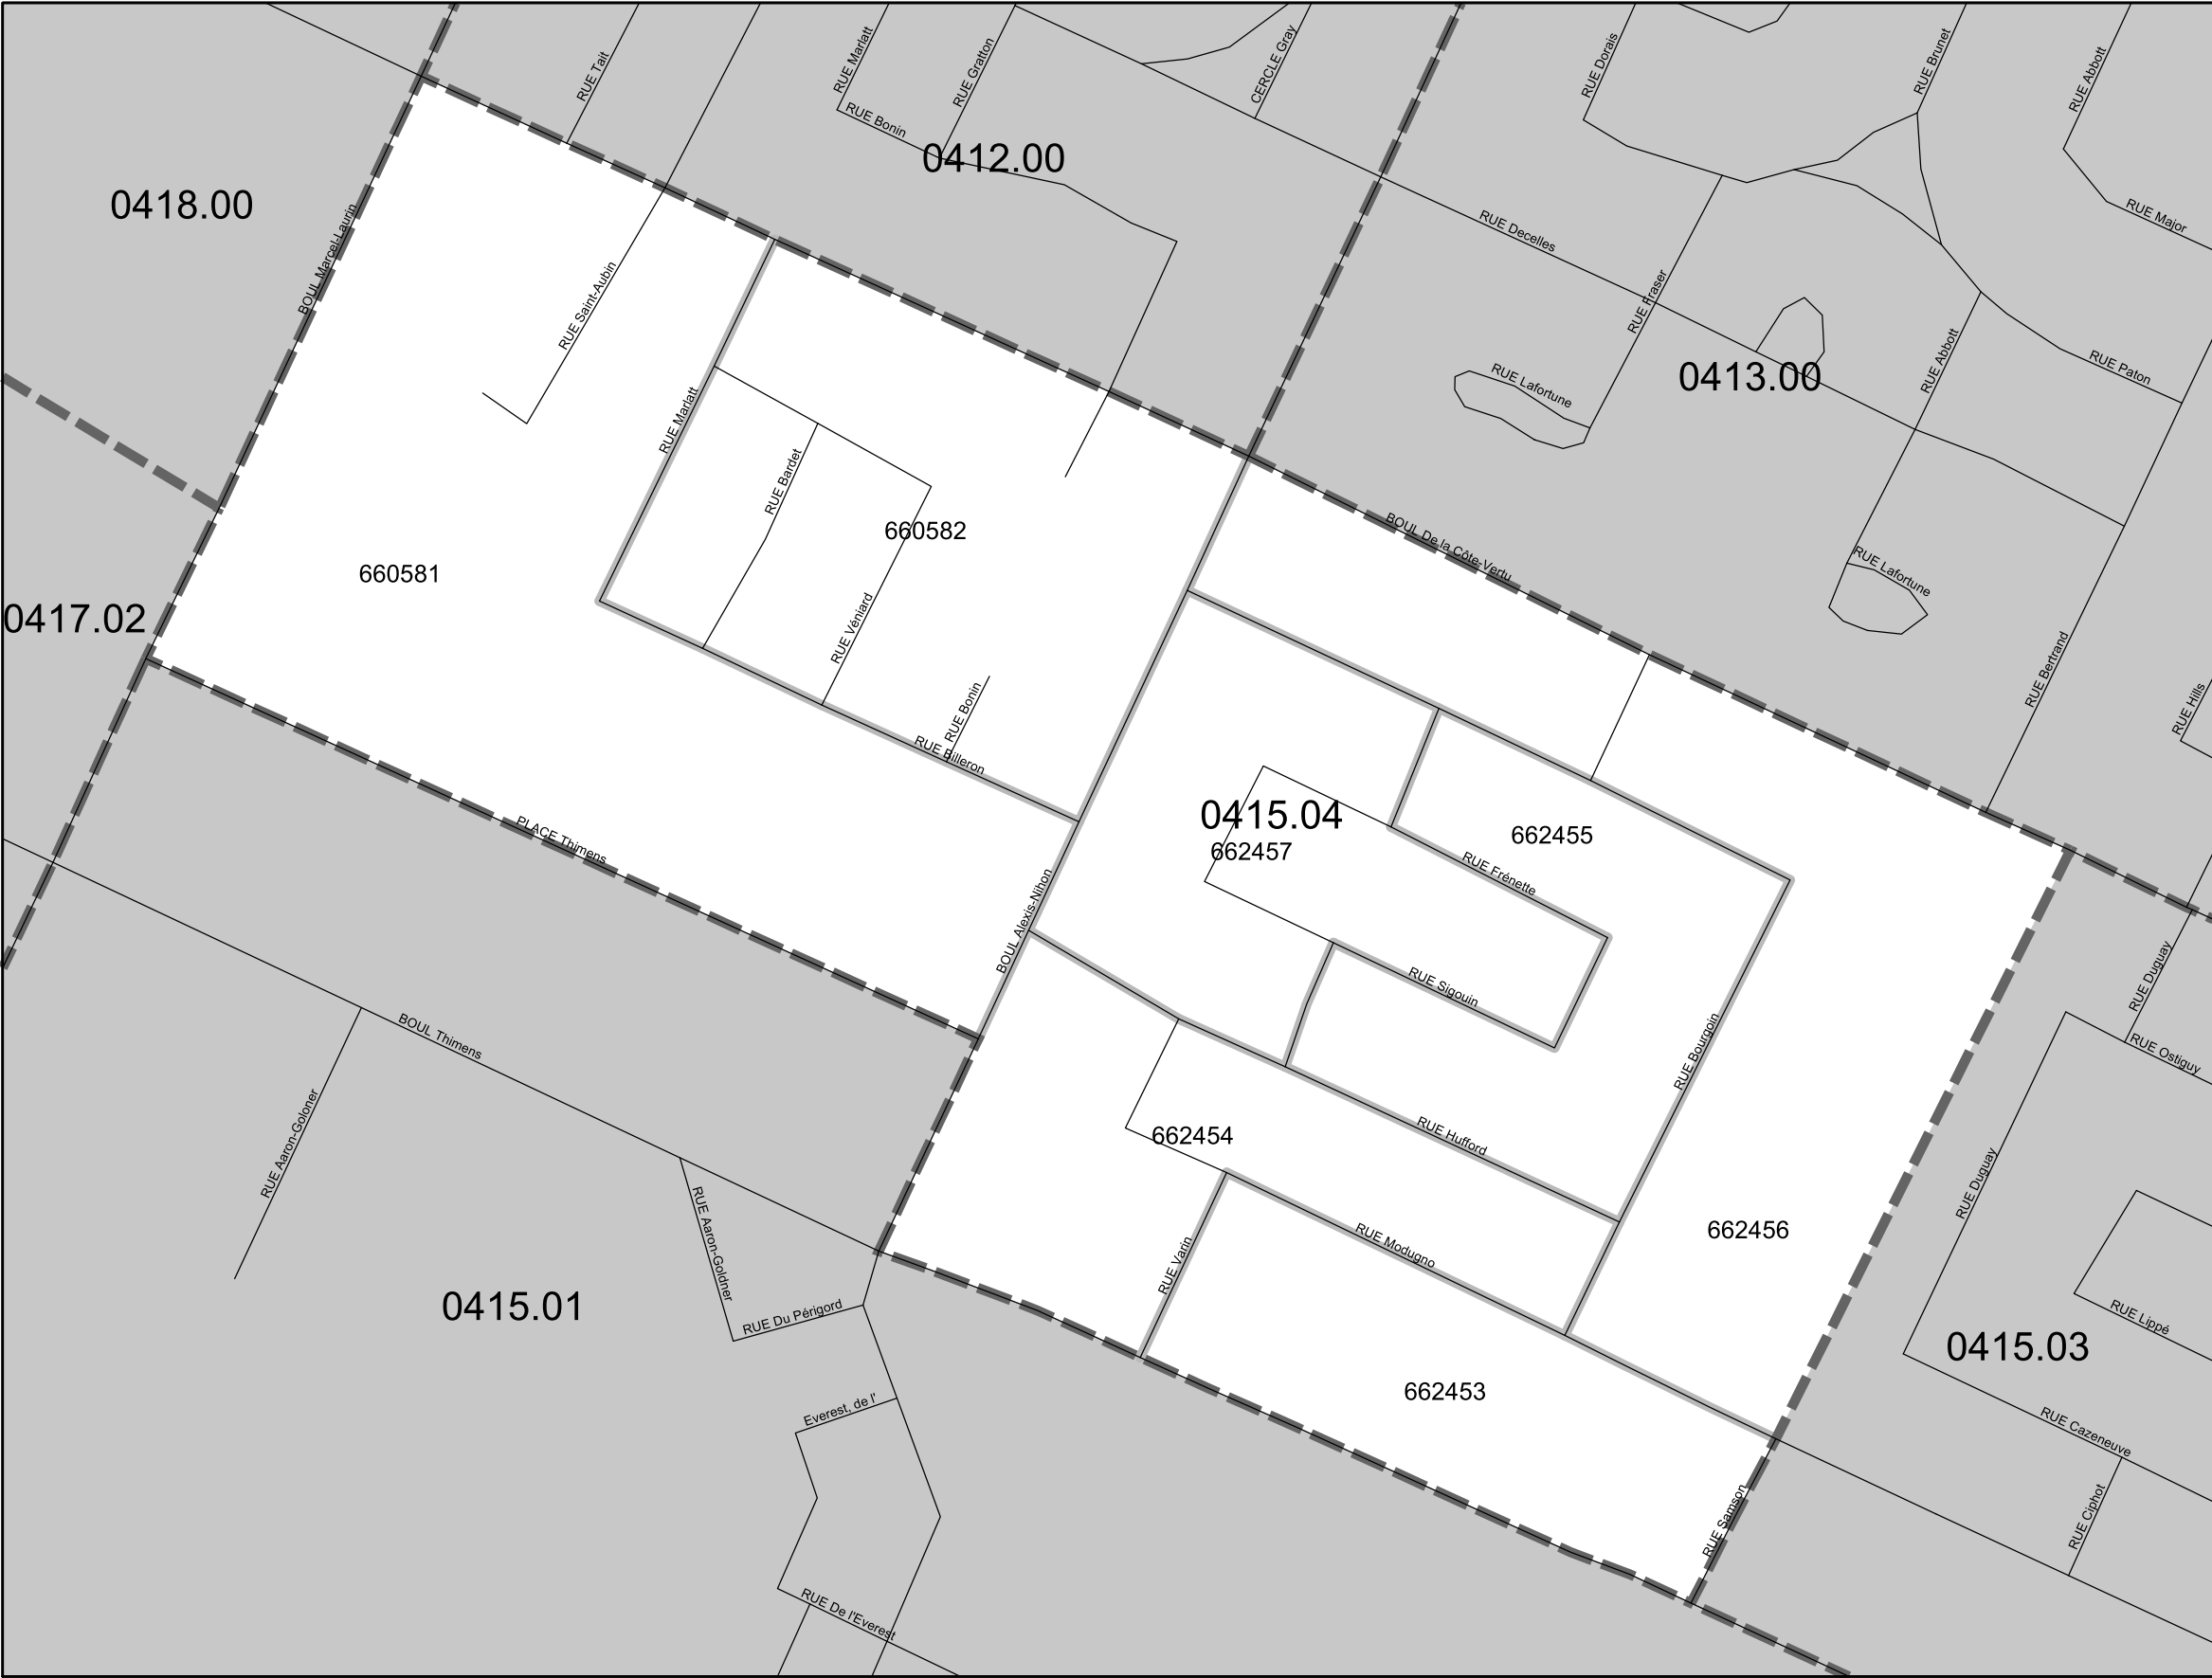 RUE Tait
RUE Marlatt
RUE Gratton
CERCLE Gray
RUE Dorais
RUE Brunet
RUE Abbott
RUE Bonin
0412.00
0418.00
RUE Major
RUE Decelles
BOUL Marcel-Laurin
RUE Saint-Aubin
RUE Fraser
0413.00
RUE Abbott
RUE Paton
RUE Lafortune
RUE Marlatt
RUE Bardet
660582
BOUL De la Côte-Vertu
RUE Lafortune
660581
0417.02
RUE Véniard
RUE Bertrand
RUE Hills
RUE Bonin
RUE Billeron
0415.04
662455
662457
PLACE Thimens
RUE Frénette
BOUL Alexis-Nihon
RUE Sigouin
RUE Duguay
BOUL Thimens
RUE Bourgoin
RUE Ostiguy
RUE Aaron-Goloner
662454
RUE Hufford
RUE Duguay
RUE Aaron-Goldner
RUE Varin
RUE Modugno
662456
0415.01
RUE Du Périgord
RUE Lippé
0415.03
662453
Everest, de l'
RUE Cazeneuve
RUE Samson
RUE Ciphot
RUE De l'Everest